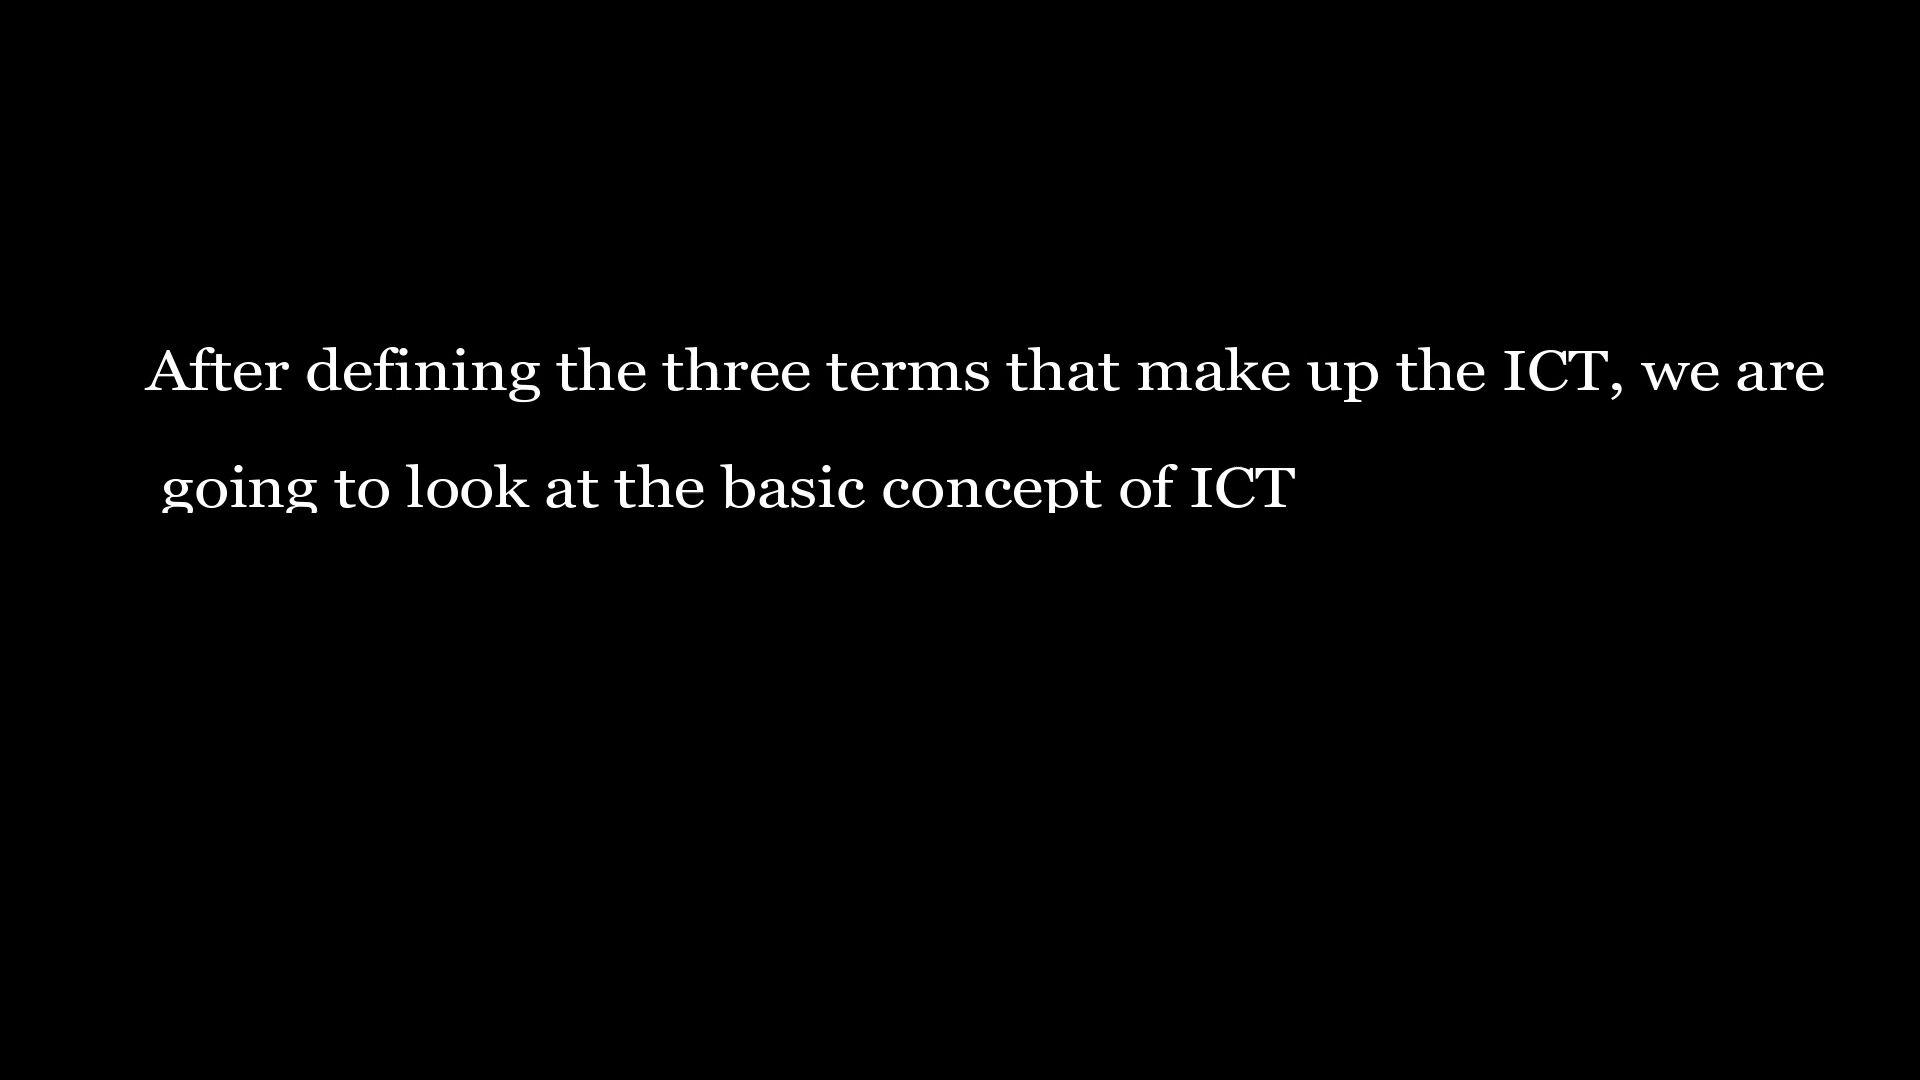 After defining the three terms that make up the ICT, we are
going to look at the basic concept of ICT